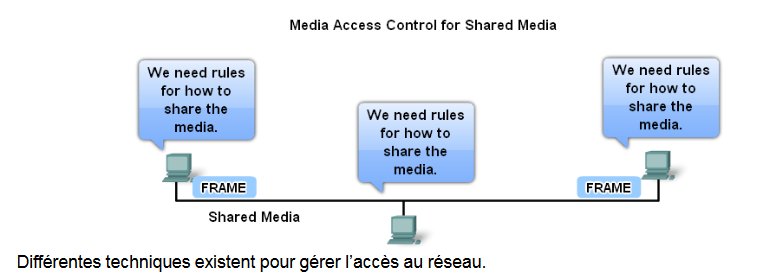 Media Access Control for Shared Media
We need rules
for how to
share the
media.
We need rules
for how to
share the
media.
We need rules
for how to
share the
media.
FRAME
FRAME
Shared Media
Différentes techniques existent pour gérer l'accès au réseau.